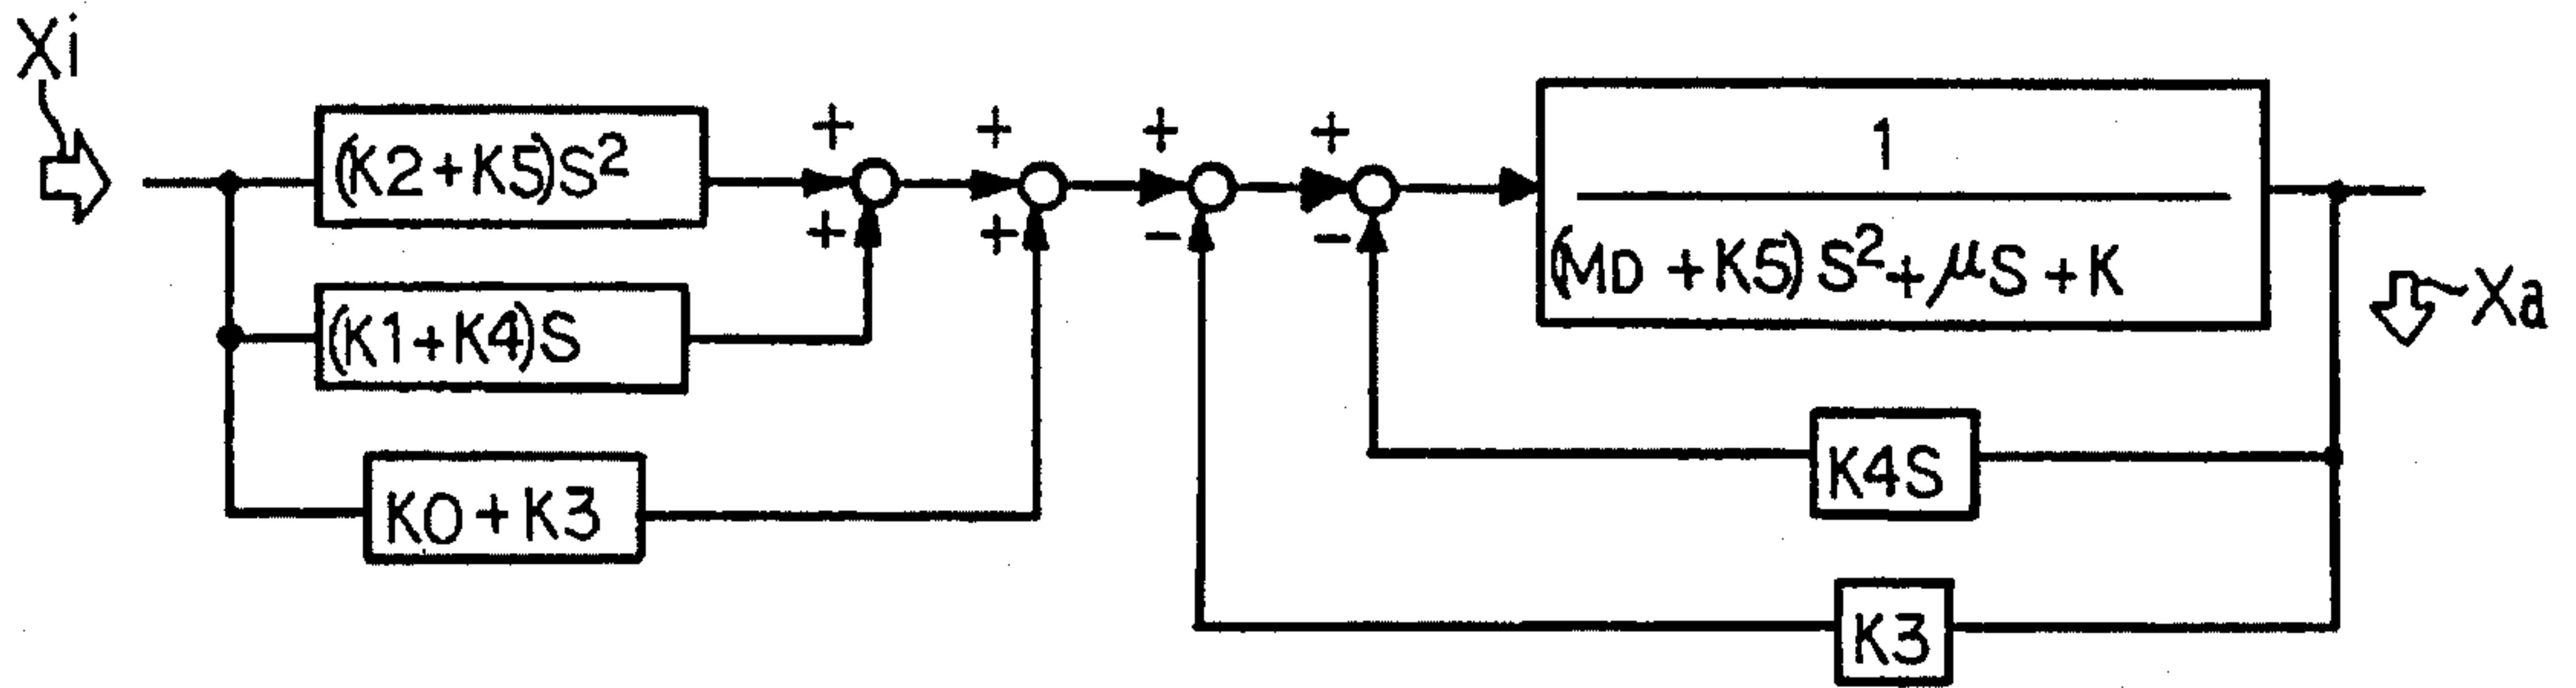 Xi
(K2+K5)S²
+ + + +
1
(MD +K5)S²+μS+K
+ + - -
(K1+K4)S
Xa
K4S
K0+K3
K3